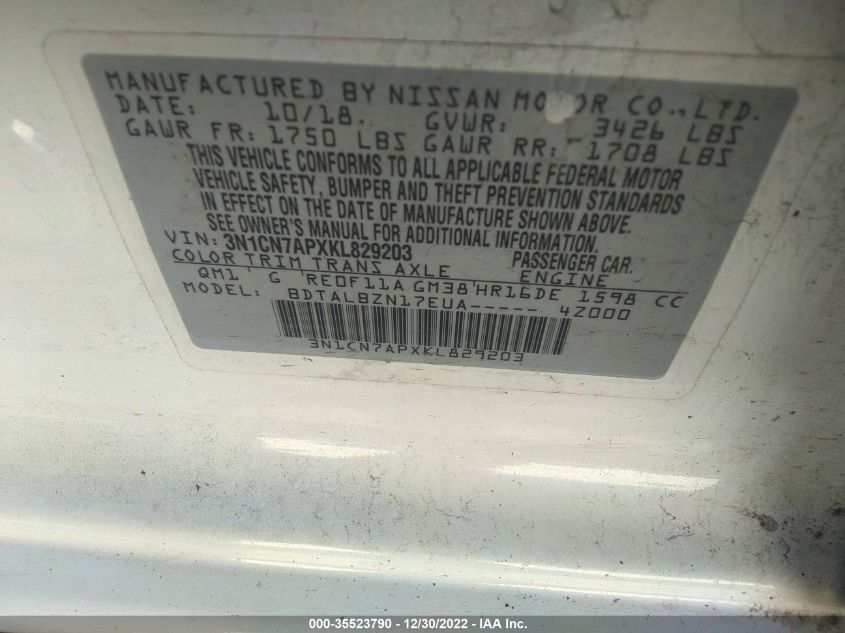 MANUFACTURED BY NISSAN MOTOR CO., LTD.
DATE: 10/18. GVWR: 3426 LBS
GAWR FR: 1750 LBS GAWR RR: 1708 LBS
THIS VEHICLE CONFORMS TO ALL APPLICABLE FEDERAL MOTOR
VEHICLE SAFETY, BUMPER AND THEFT PREVENTION STANDARDS
IN EFFECT ON THE DATE OF MANUFACTURE SHOWN ABOVE.
SEE OWNER'S MANUAL FOR ADDITIONAL INFORMATION.
VIN: 3N1CN7APXKL829203 PASSENGER CAR.
COLOR TRIM TRANS AXLE ENGINE
QM1 G RE0F11A GM38 HR16DE 1598 CC
MODEL: BDTALBZN17EUA----- 4Z000
3N1CN7APXKL829203
000-35523790 - 12/30/2022 - IAA Inc.